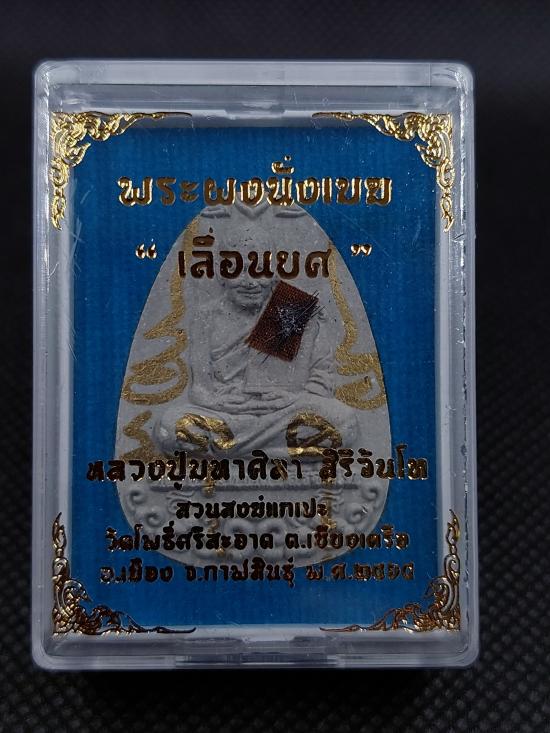 พระผงนั่งเขย
“ เลื่อนยศ ”
หลวงปู่มหาศิลา สิริจันโท
สวนสงฆ์แกเปะ
วัดโพธิ์ศรีสะอาด ต.เชียงเครือ
อ.เมือง จ.กาฬสินธุ์ พ.ศ.๒๕๖๔